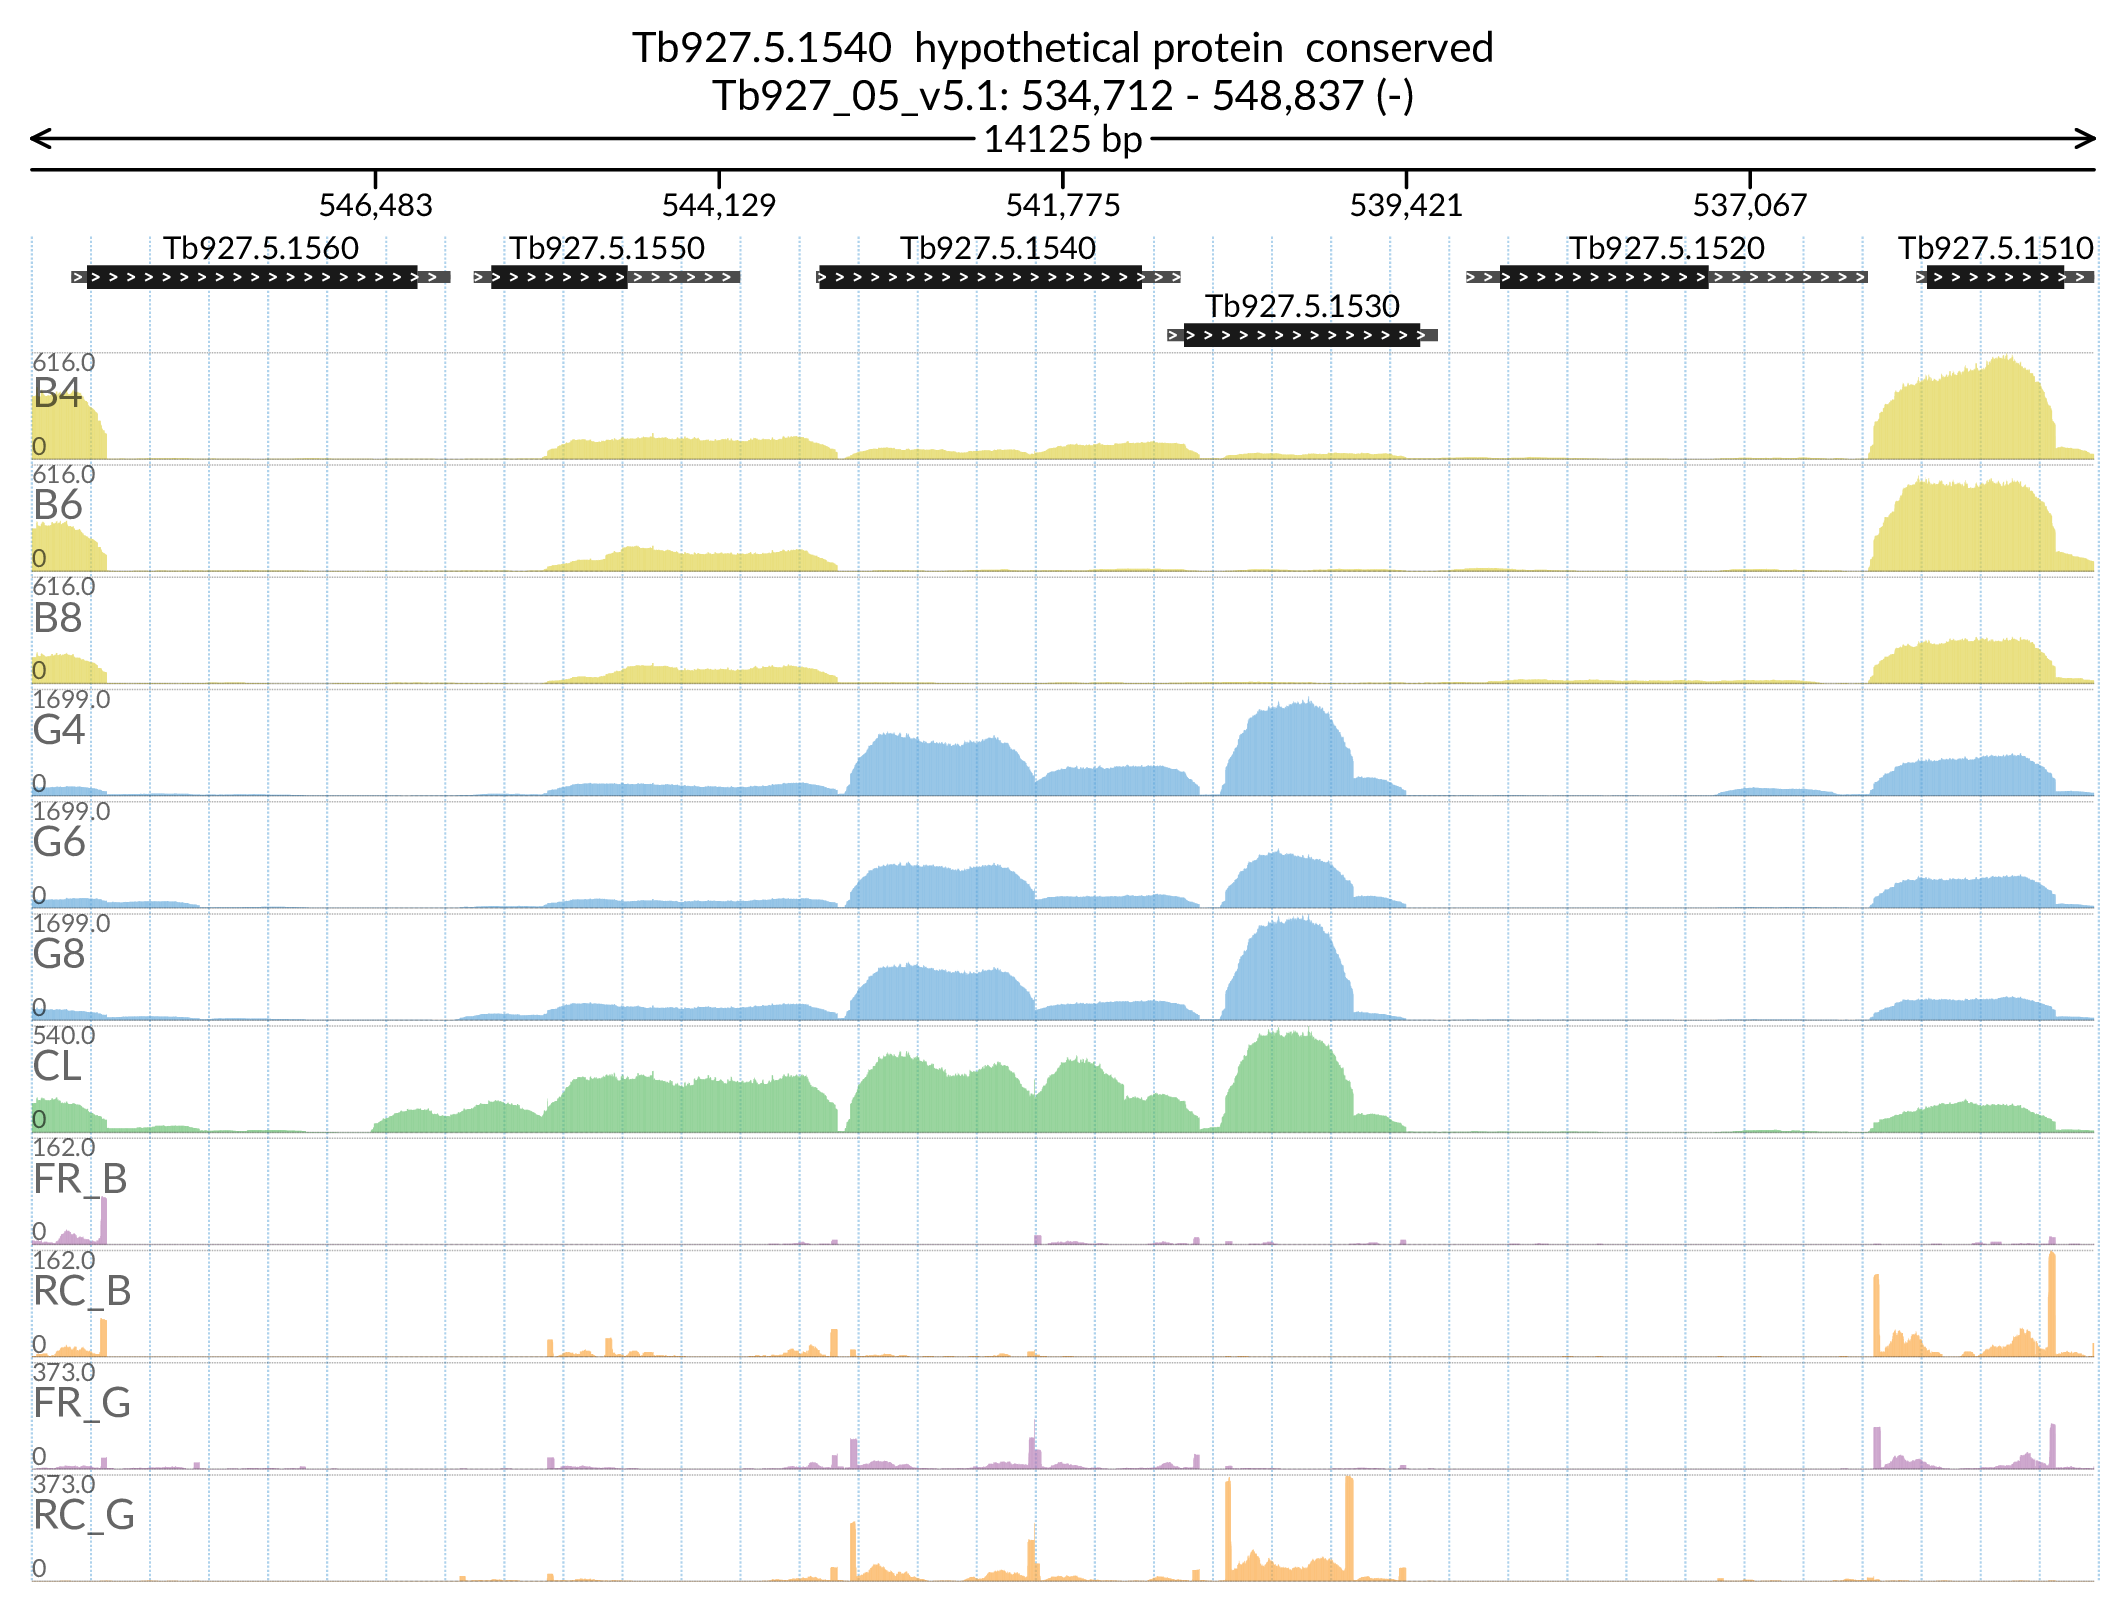 Tb927.5.1540  hypothetical protein  conserved
Tb927_05_v5.1: 534,712 - 548,837 (-)
14125 bp
546,483 544,129 541,775 539,421 537,067
Tb927.5.1560 Tb927.5.1550 Tb927.5.1540 Tb927.5.1520 Tb927.5.1510
Tb927.5.1530
616.0
B4
0
616.0
B6
0
616.0
B8
0
1699.0
G4
0
1699.0
G6
0
1699.0
G8
0
540.0
CL
0
162.0
FR_B
0
162.0
RC_B
0
373.0
FR_G
0
373.0
RC_G
0